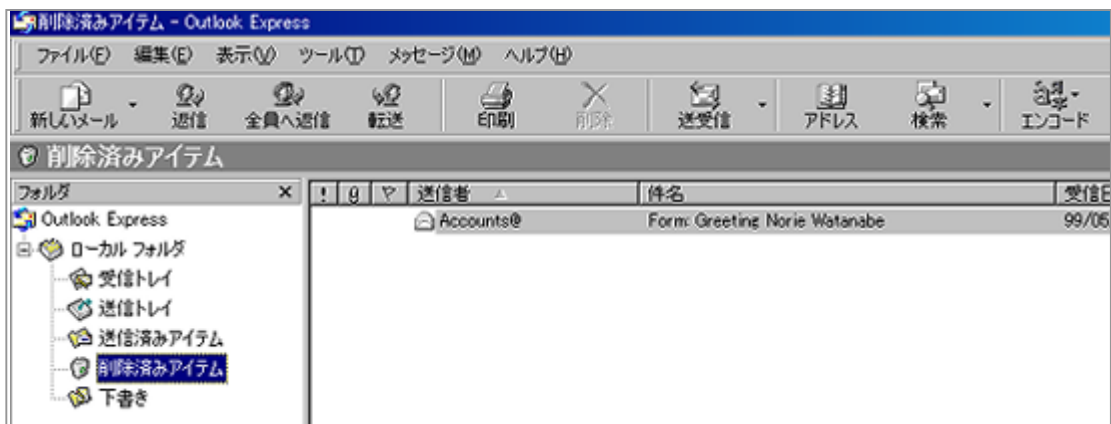 削除済みアイテム - Outlook Express
ファイル(F) 編集(E) 表示(V) ツール(T) メッセージ(M) ヘルプ(H)
新しいメール 返信 全員へ返信 転送 印刷 削除 送受信 アドレス 検索 エンコード
削除済みアイテム
フォルダ × ! 送信者 件名 受信日
Outlook Express Accounts@ Form: Greeting Norie Watanabe 99/05
ローカル フォルダ
受信トレイ
送信トレイ
送信済みアイテム
削除済みアイテム
下書き